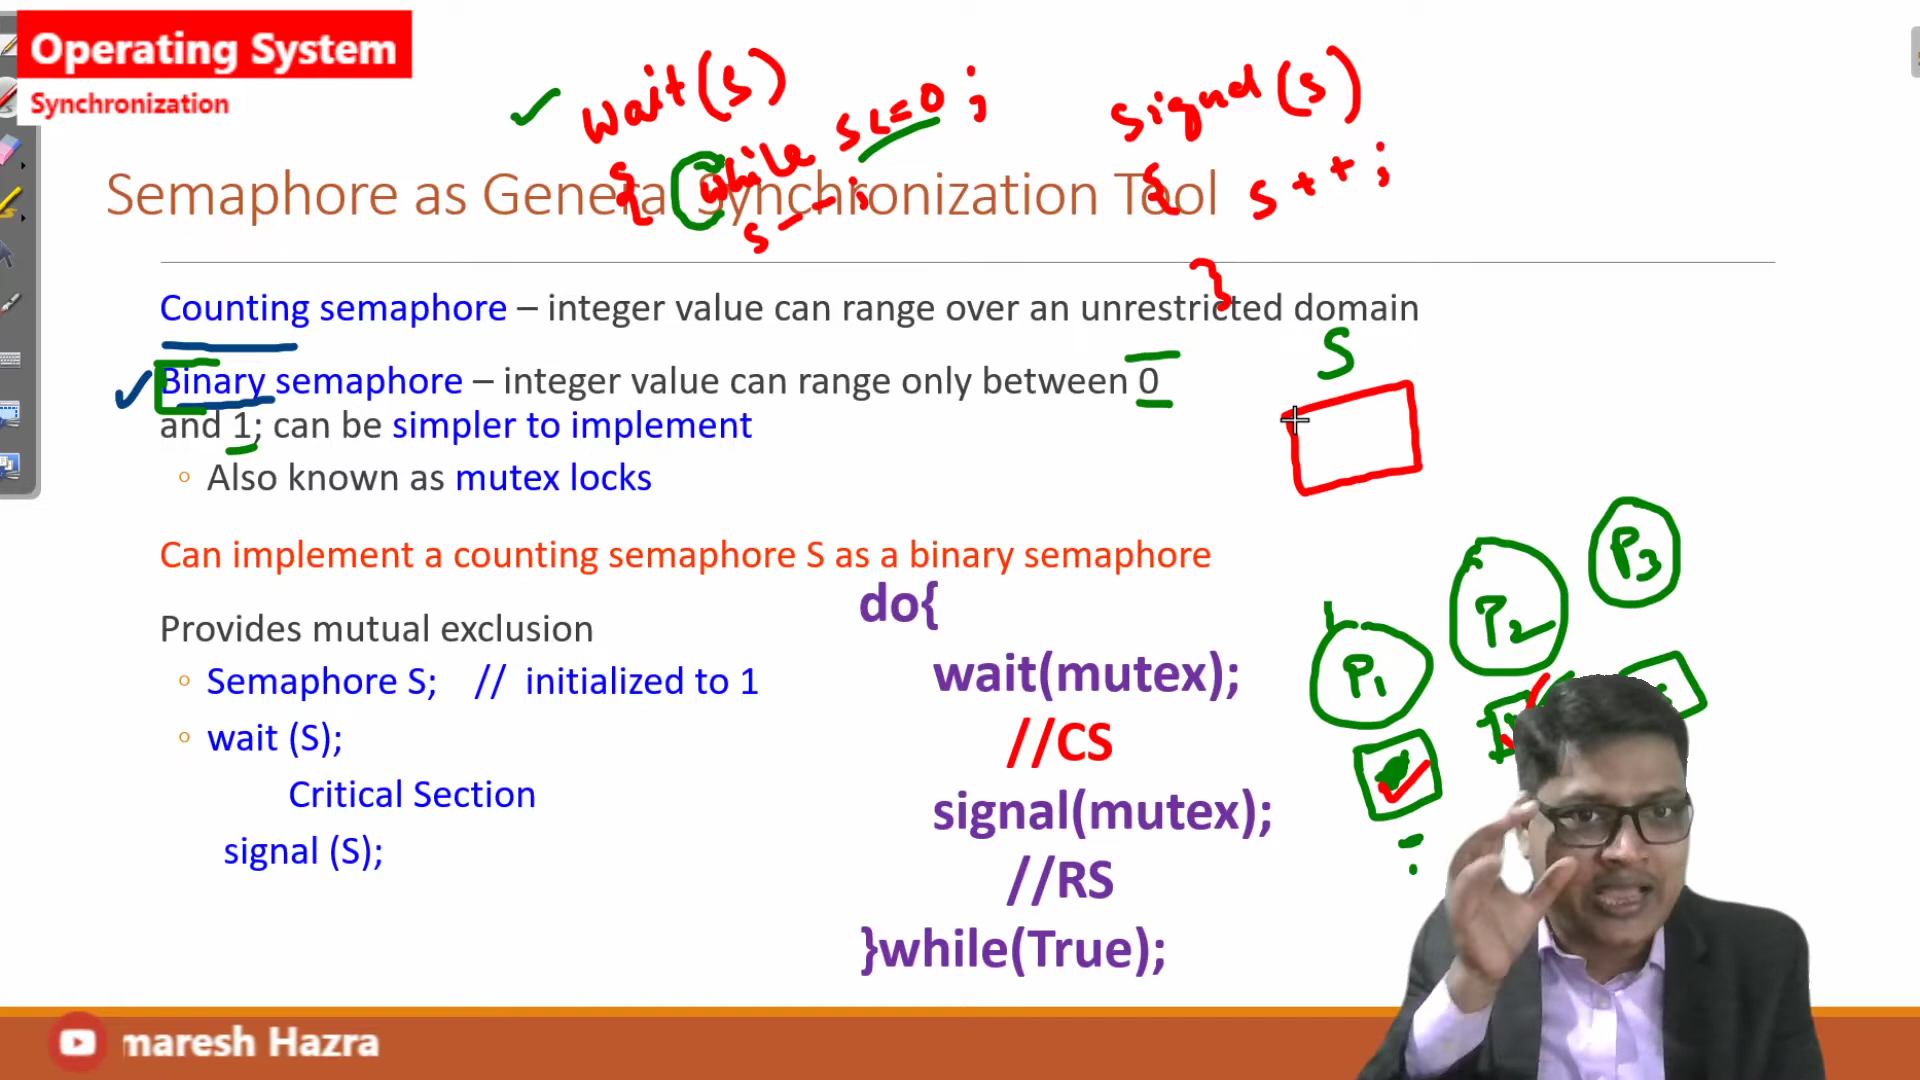 Operating System
Synchronization
wait(s)
{ while s<=0 ;
s--;
signal(s)
{ s++;
}
Semaphore as General Synchronization Tool
Counting semaphore – integer value can range over an unrestricted domain
Binary semaphore – integer value can range only between 0
and 1; can be simpler to implement
◦ Also known as mutex locks
S
Can implement a counting semaphore S as a binary semaphore
Provides mutual exclusion
◦ Semaphore S; // initialized to 1
◦ wait (S);
Critical Section
signal (S);
do{
wait(mutex);
//CS
signal(mutex);
//RS
}while(True);
P1
P2
P3
maresh Hazra